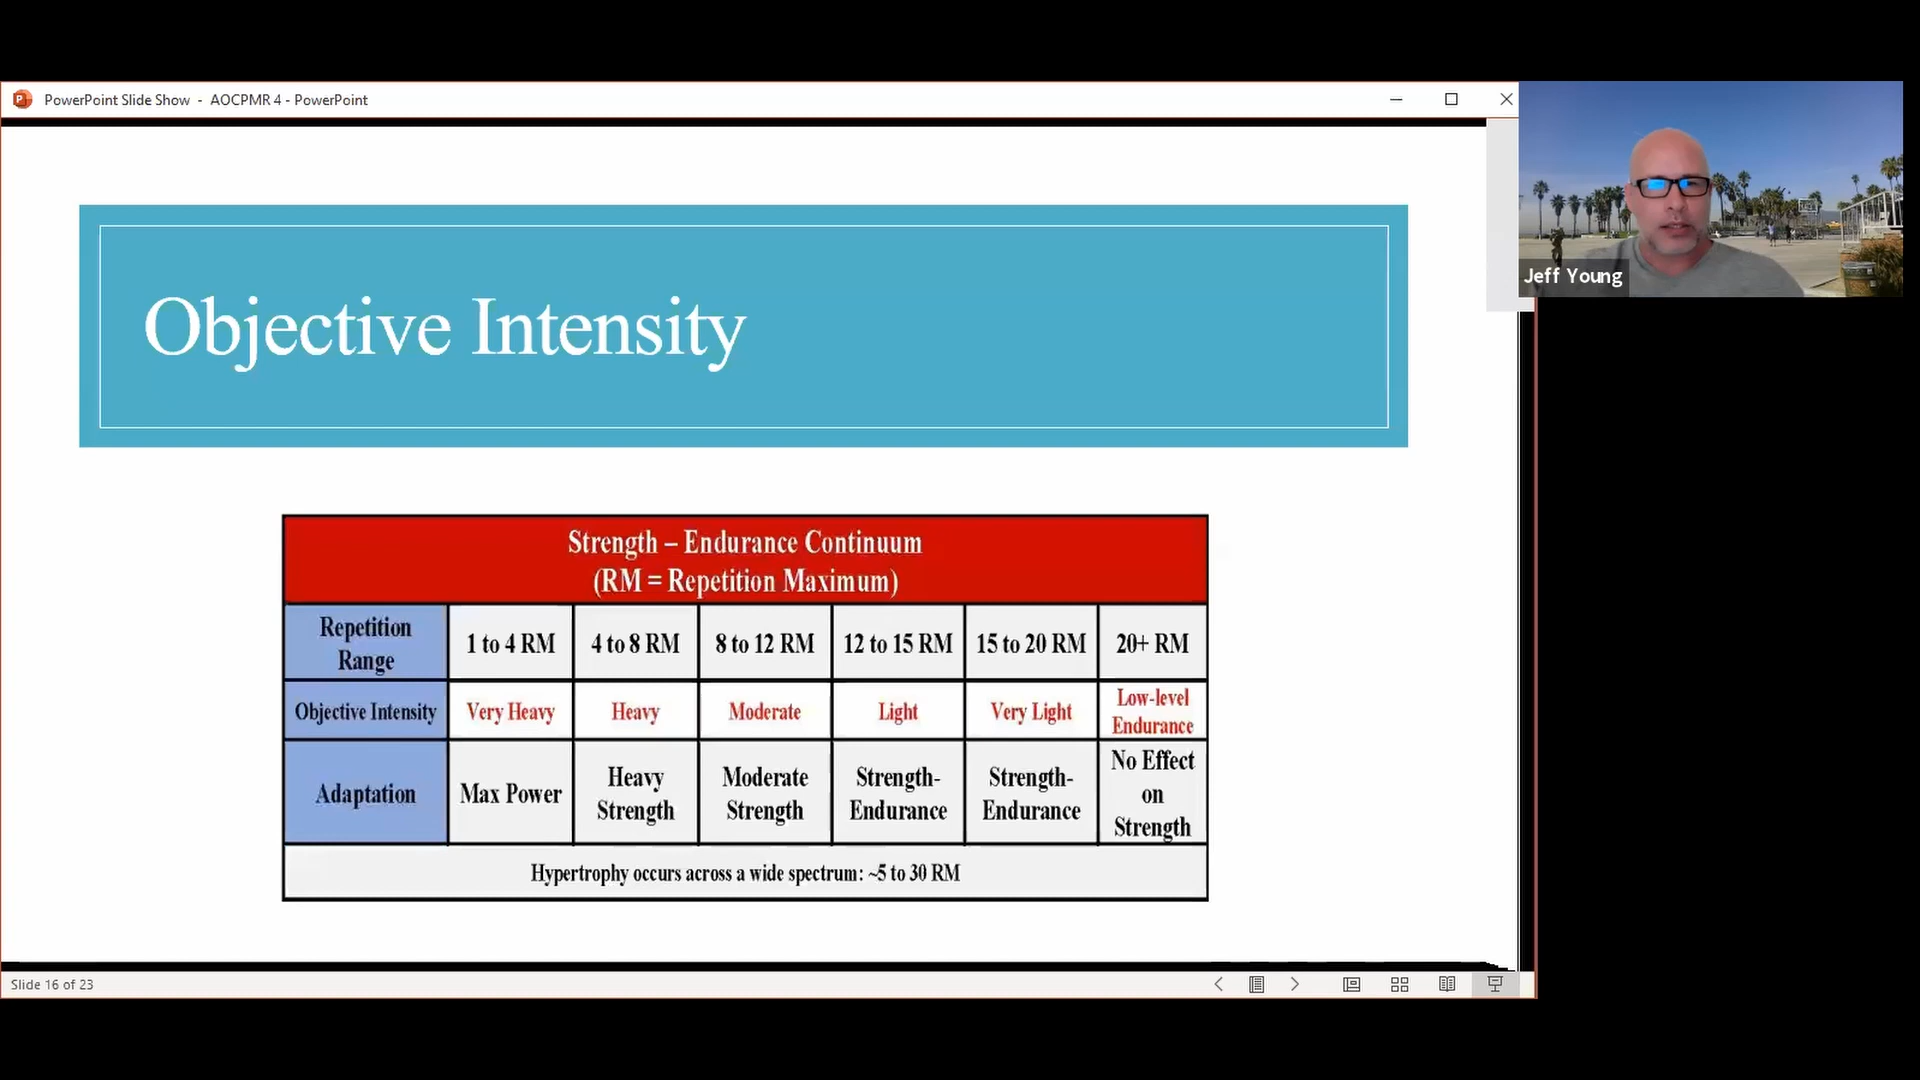 PowerPoint Slide Show - AOCPMR 4 - PowerPoint
Jeff Young
Objective Intensity
Strength – Endurance Continuum
(RM = Repetition Maximum)
Repetition
Range
1 to 4 RM
4 to 8 RM
8 to 12 RM
12 to 15 RM
15 to 20 RM
20+ RM
Objective Intensity
Very Heavy
Heavy
Moderate
Light
Very Light
Low-level
Endurance
Adaptation
Max Power
Heavy
Strength
Moderate
Strength
Strength-
Endurance
Strength-
Endurance
No Effect
on
Strength
Hypertrophy occurs across a wide spectrum: ~5 to 30 RM
Slide 16 of 23